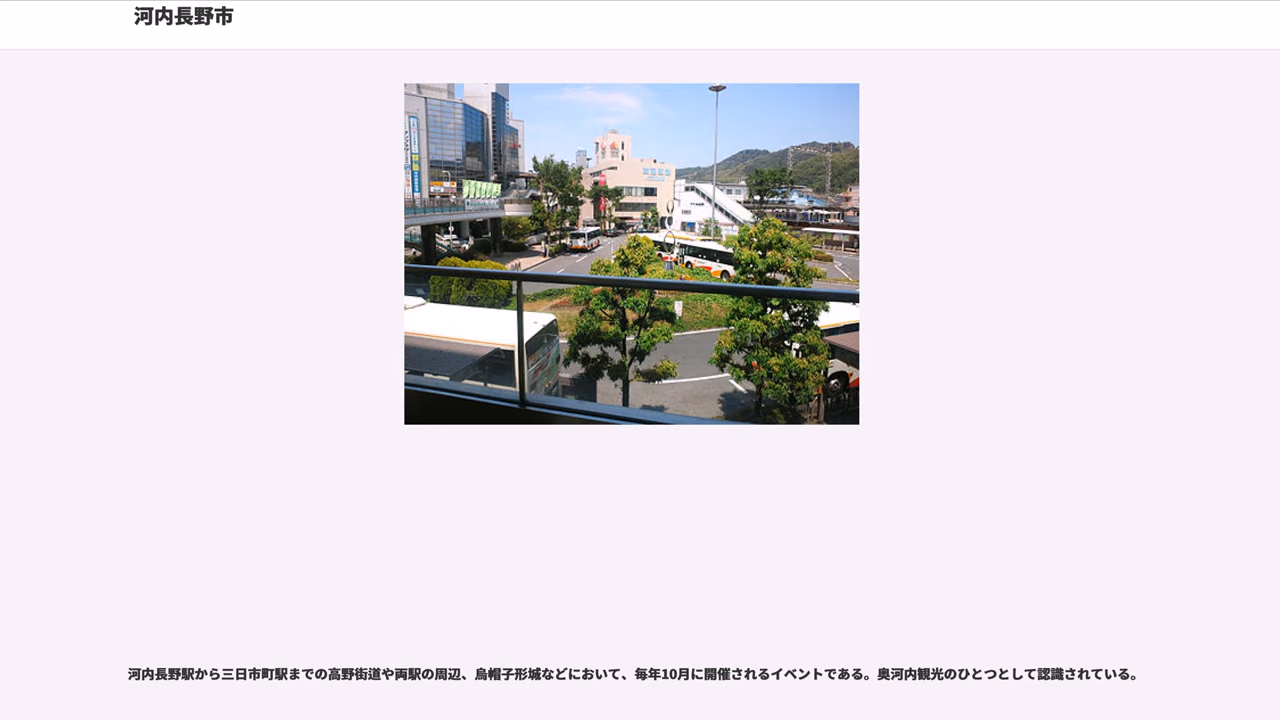 河内長野市
河内長野駅から三日市町駅までの高野街道や両駅の周辺、烏帽子形城などにおいて、毎年10月に開催されるイベントである。奥河内観光のひとつとして認識されている。